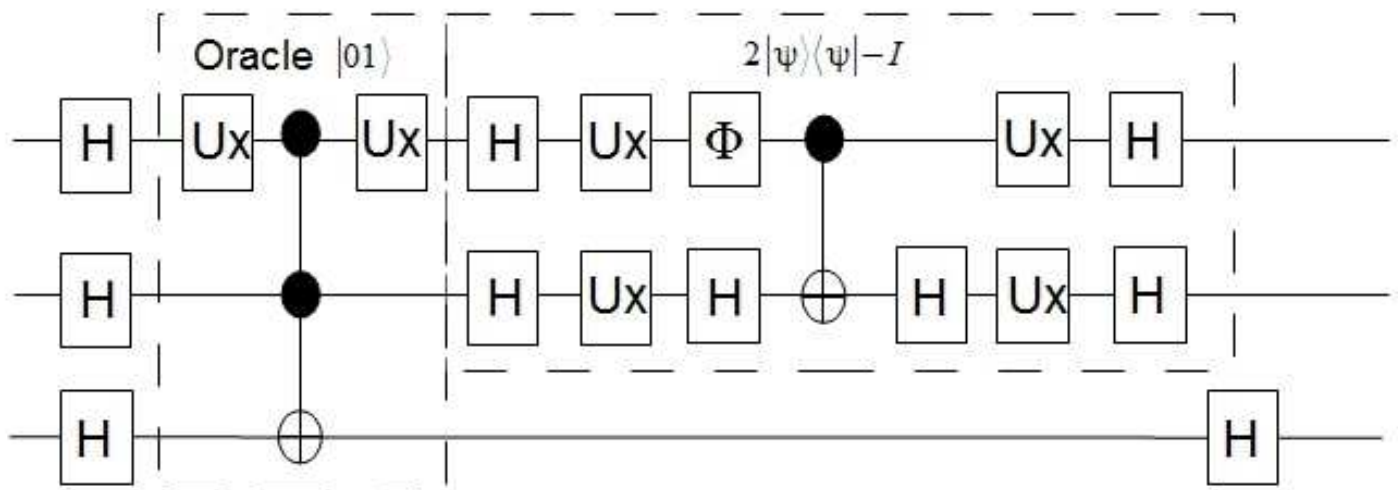 Oracle |01⟩ 2|ψ⟩⟨ψ|−I
H Ux Ux H Ux Φ Ux H
H H Ux H H Ux H
H H